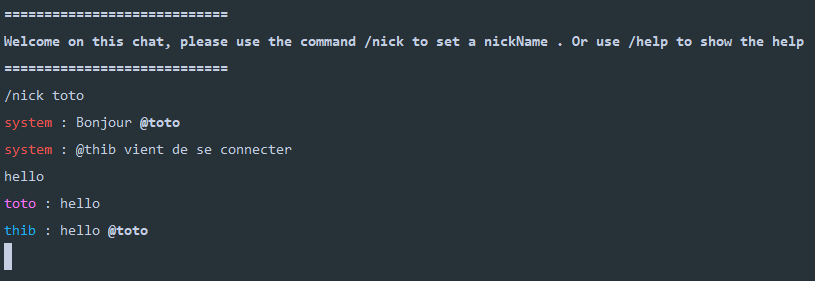 ============================
Welcome on this chat, please use the command /nick to set a nickName . Or use /help to show the help
============================
/nick toto
system : Bonjour @toto
system : @thib vient de se connecter
hello
toto : hello
thib : hello @toto